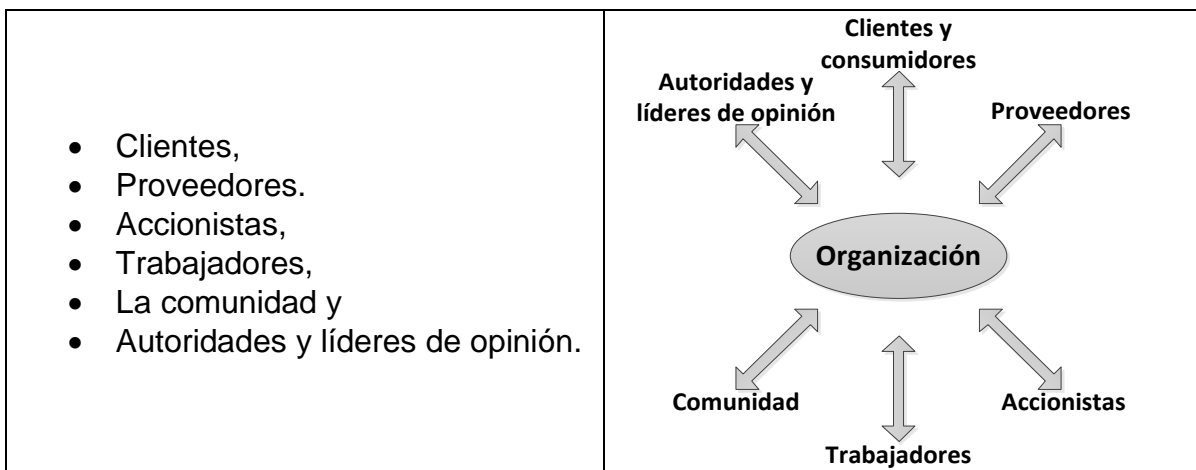 • Clientes,
• Proveedores.
• Accionistas,
• Trabajadores,
• La comunidad y
• Autoridades y líderes de opinión.
Clientes y
consumidores
Autoridades y
líderes de opinión
Proveedores
Organización
Comunidad
Accionistas
Trabajadores